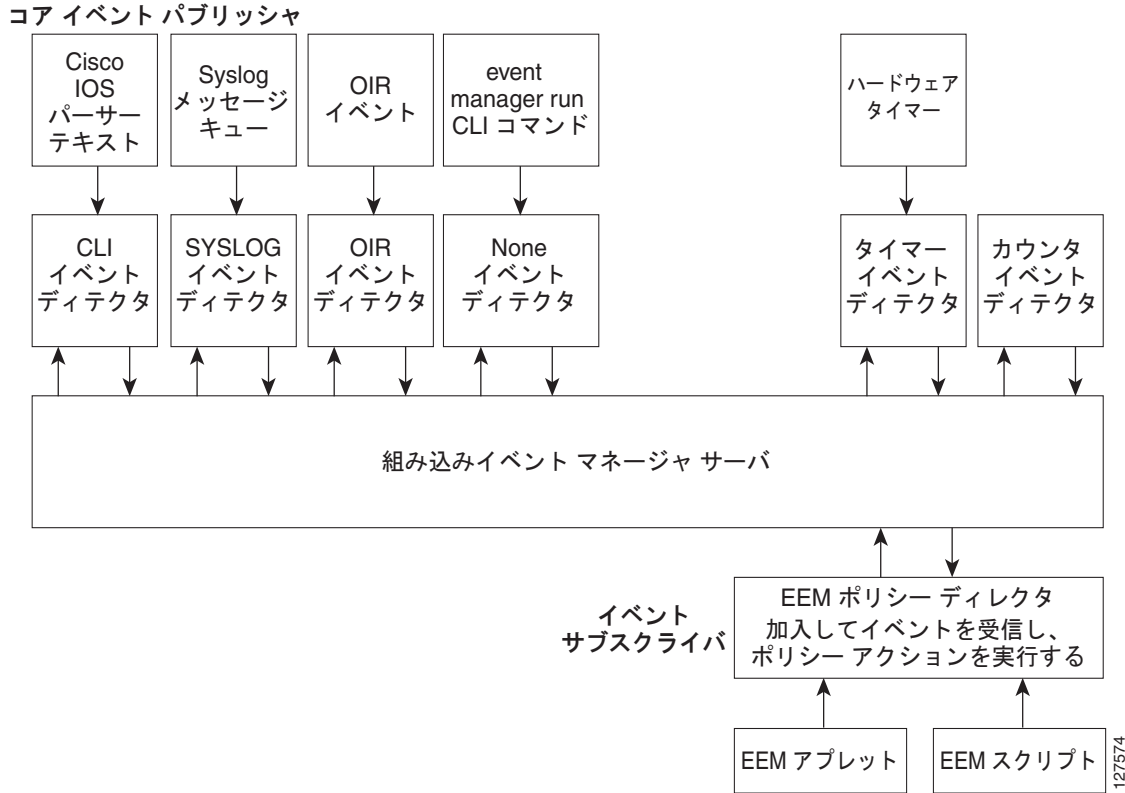 コア イベント パブリッシャ
Cisco
IOS
パーサー
テキスト
Syslog
メッセージ
キュー
OIR
イベント
event
manager run
CLI コマンド
ハードウェア
タイマー
CLI
イベント
ディテクタ
SYSLOG
イベント
ディテクタ
OIR
イベント
ディテクタ
None
イベント
ディテクタ
タイマー
イベント
ディテクタ
カウンタ
イベント
ディテクタ
組み込みイベント マネージャ サーバ
イベント
サブスクライバ
EEM ポリシー ディレクタ
加入してイベントを受信し、
ポリシー アクションを実行する
EEM アプレット
EEM スクリプト
127574